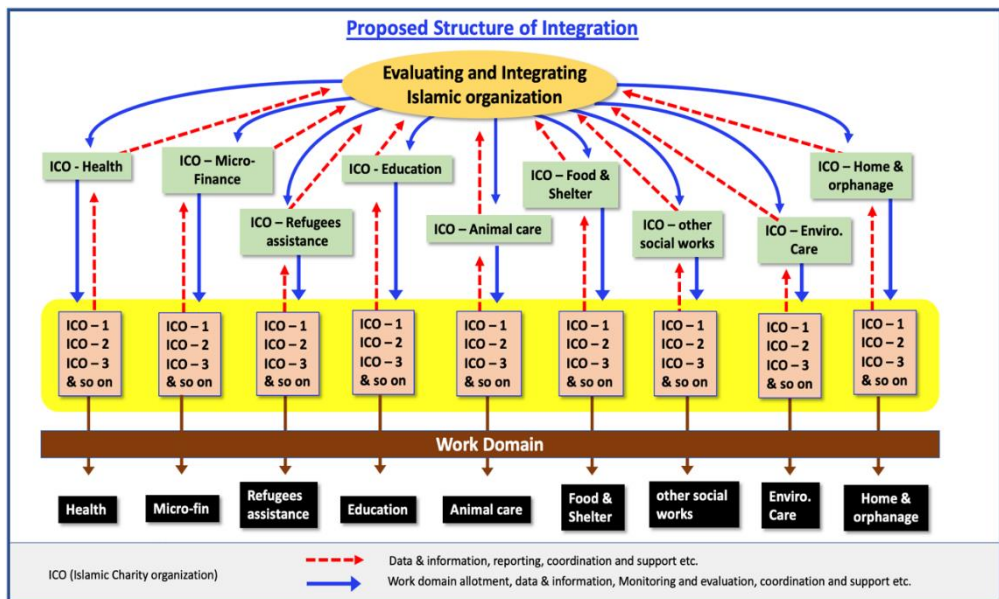 Proposed Structure of Integration
Evaluating and Integrating
Islamic organization
ICO - Health
ICO – Micro-
Finance
ICO – Refugees
assistance
ICO - Education
ICO – Animal care
ICO – Food &
Shelter
ICO – other
social works
ICO – Enviro.
Care
ICO – Home &
orphanage
ICO – 1
ICO – 2
ICO – 3
& so on
ICO – 1
ICO – 2
ICO – 3
& so on
ICO – 1
ICO – 2
ICO – 3
& so on
ICO – 1
ICO – 2
ICO – 3
& so on
ICO – 1
ICO – 2
ICO – 3
& so on
ICO – 1
ICO – 2
ICO – 3
& so on
ICO – 1
ICO – 2
ICO – 3
& so on
ICO – 1
ICO – 2
ICO – 3
& so on
ICO – 1
ICO – 2
ICO – 3
& so on
Work Domain
Health
Micro-fin
Refugees
assistance
Education
Animal care
Food &
Shelter
other social
works
Enviro.
Care
Home &
orphanage
ICO (Islamic Charity organization)
Data & information, reporting, coordination and support etc.
Work domain allotment, data & information, Monitoring and evaluation, coordination and support etc.